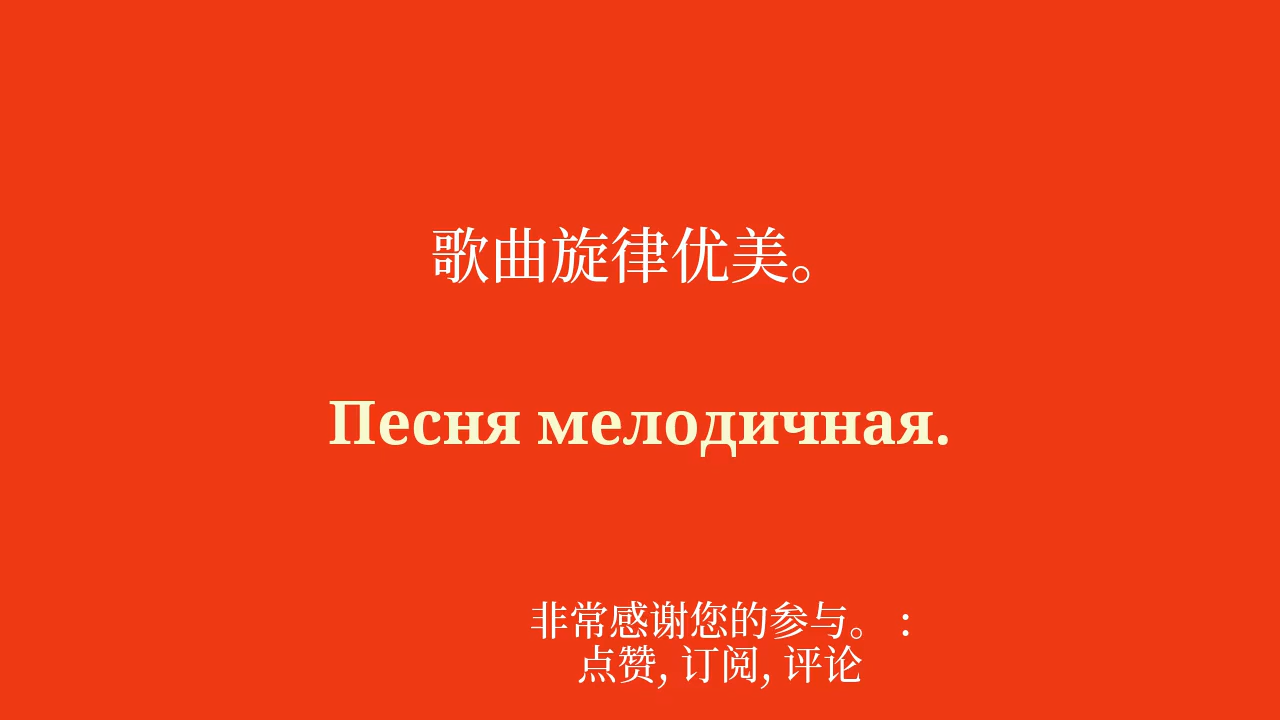 歌曲旋律优美。
Песня мелодичная.
非常感谢您的参与。 :
点赞, 订阅, 评论